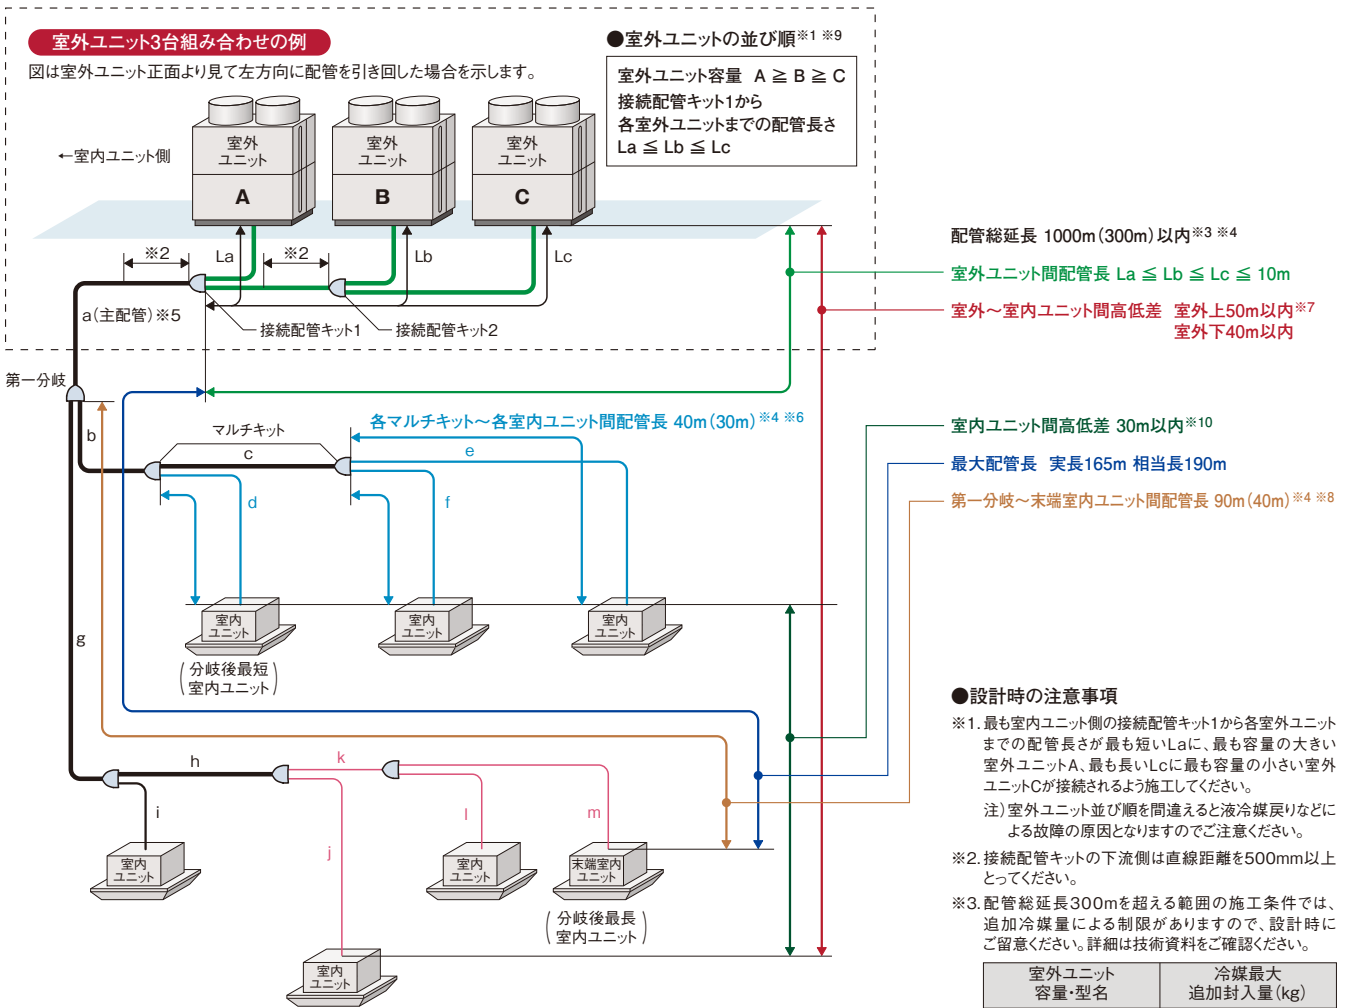 室外ユニット3台組み合わせの例
図は室外ユニット正面より見て左方向に配管を引き回した場合を示します。
●室外ユニットの並び順※1 ※9
室外ユニット容量 A ≧ B ≧ C
接続配管キット1から
各室外ユニットまでの配管長さ
La ≦ Lb ≦ Lc
←室内ユニット側
室外
ユニット
A
室外
ユニット
B
室外
ユニット
C
※2
La
※2
Lb
Lc
a(主配管)※5
接続配管キット1
接続配管キット2
第一分岐
配管総延長 1000m(300m)以内※3 ※4
室外ユニット間配管長 La ≦ Lb ≦ Lc ≦ 10m
室外～室内ユニット間高低差 室外上50m以内※7
室外下40m以内
室内ユニット間高低差 30m以内※10
最大配管長 実長165m 相当長190m
第一分岐～末端室内ユニット間配管長 90m(40m)※4 ※8
b
マルチキット
c
各マルチキット～各室内ユニット間配管長 40m(30m)※4 ※6
e
d
f
g
室内
ユニット
(分岐後最短
室内ユニット)
室内
ユニット
室内
ユニット
h
k
i
j
l
m
室内
ユニット
室内
ユニット
末端室内
ユニット
(分岐後最長
室内ユニット)
室内
ユニット
●設計時の注意事項
※1.最も室内ユニット側の接続配管キット1から各室外ユニット
までの配管長さが最も短いLaに、最も容量の大きい
室外ユニットA、最も長いLcに最も容量の小さい室外
ユニットCが接続されるよう施工してください。
注)室外ユニット並び順を間違えると液冷媒戻りなどに
よる故障の原因となりますのでご注意ください。
※2.接続配管キットの下流側は直線距離を500mm以上
とってください。
※3.配管総延長300mを超える範囲の施工条件では、
追加冷媒量による制限がありますので、設計時に
ご留意ください。詳細は技術資料をご確認ください。
室外ユニット
容量・型名
冷媒最大
追加封入量(kg)